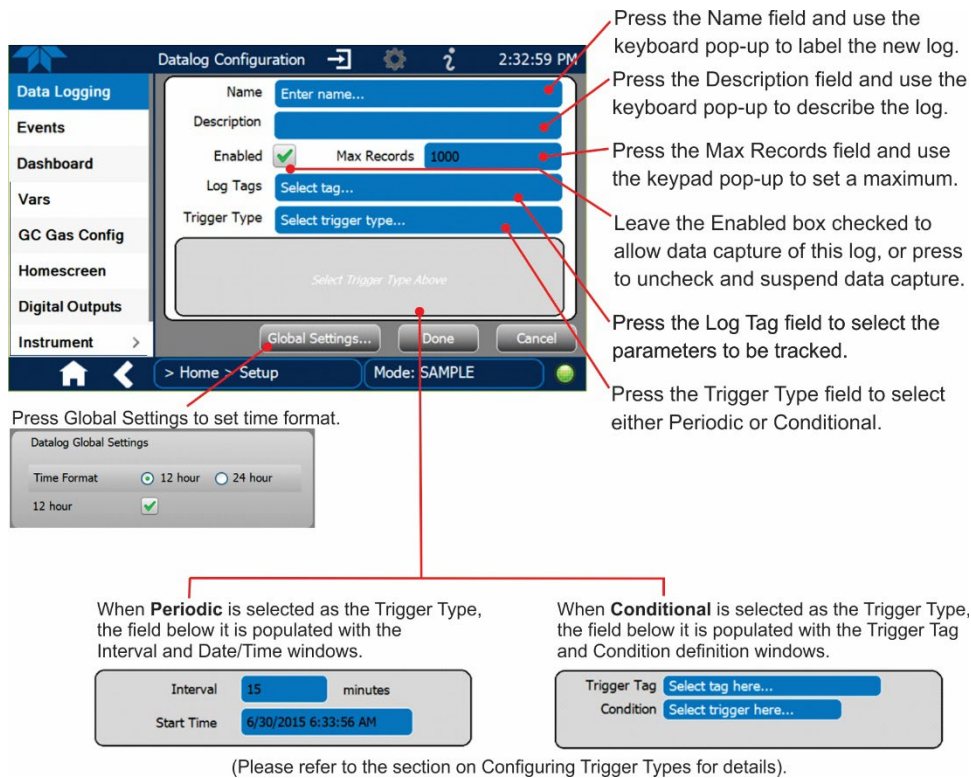 Press the Name field and use the
keyboard pop-up to label the new log.
Press the Description field and use the
keyboard pop-up to describe the log.
Press the Max Records field and use
the keypad pop-up to set a maximum.
Leave the Enabled box checked to
allow data capture of this log, or press
to uncheck and suspend data capture.
Press the Log Tag field to select the
parameters to be tracked.
Press the Trigger Type field to select
either Periodic or Conditional.
Datalog Configuration
2:32:59 PM
Data Logging
Events
Dashboard
Vars
GC Gas Config
Homescreen
Digital Outputs
Instrument >
Name Enter name...
Description
Enabled Max Records 1000
Log Tags Select tag...
Trigger Type Select trigger type...
Select Trigger Type Above
Global Settings... Done Cancel
> Home > Setup Mode: SAMPLE
Press Global Settings to set time format.
Datalog Global Settings
Time Format 12 hour 24 hour
12 hour
When Periodic is selected as the Trigger Type,
the field below it is populated with the
Interval and Date/Time windows.
Interval 15 minutes
Start Time 6/30/2015 6:33:56 AM
When Conditional is selected as the Trigger Type,
the field below it is populated with the Trigger Tag
and Condition definition windows.
Trigger Tag Select tag here...
Condition Select trigger here...
(Please refer to the section on Configuring Trigger Types for details).